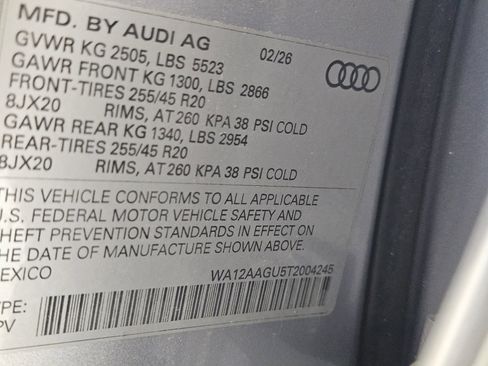 MFD. BY AUDI AG 02/26
GVWR KG 2505, LBS 5523
GAWR FRONT KG 1300, LBS 2866
FRONT-TIRES 255/45 R20
8JX20 RIMS, AT 260 KPA 38 PSI COLD
GAWR REAR KG 1340, LBS 2954
REAR-TIRES 255/45 R20
8JX20 RIMS, AT 260 KPA 38 PSI COLD
THIS VEHICLE CONFORMS TO ALL APPLICABLE
U.S. FEDERAL MOTOR VEHICLE SAFETY AND
THEFT PREVENTION STANDARDS IN EFFECT ON
THE DATE OF MANUFACTURE SHOWN ABOVE.
MEXICO WA12AAGU5T2004245
TYPE:
PV